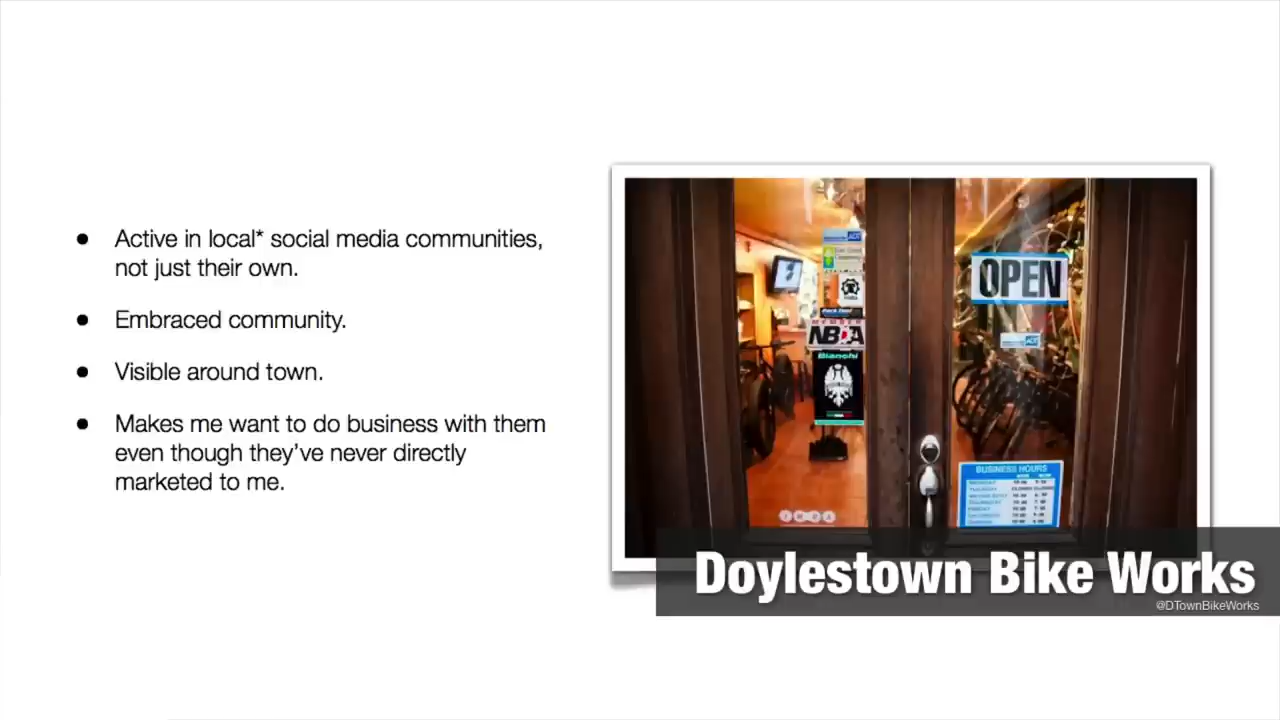 ● Active in local* social media communities,
not just their own.
● Embraced community.
● Visible around town.
● Makes me want to do business with them
even though they've never directly
marketed to me.
OPEN
MEMBER
NBDA
Bianchi
BUSINESS HOURS
Doylestown Bike Works
@DTownBikeWorks